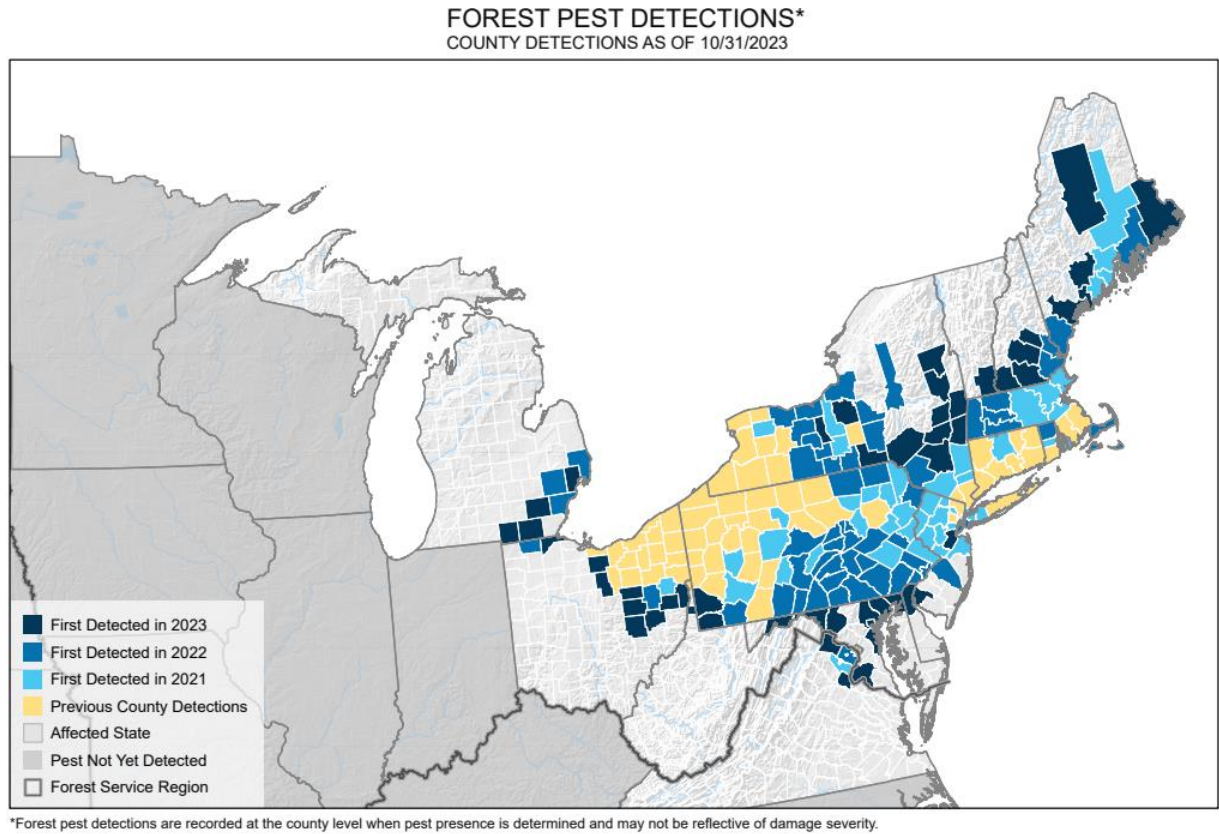 FOREST PEST DETECTIONS*
COUNTY DETECTIONS AS OF 10/31/2023
First Detected in 2023
First Detected in 2022
First Detected in 2021
Previous County Detections
Affected State
Pest Not Yet Detected
Forest Service Region
*Forest pest detections are recorded at the county level when pest presence is determined and may not be reflective of damage severity.